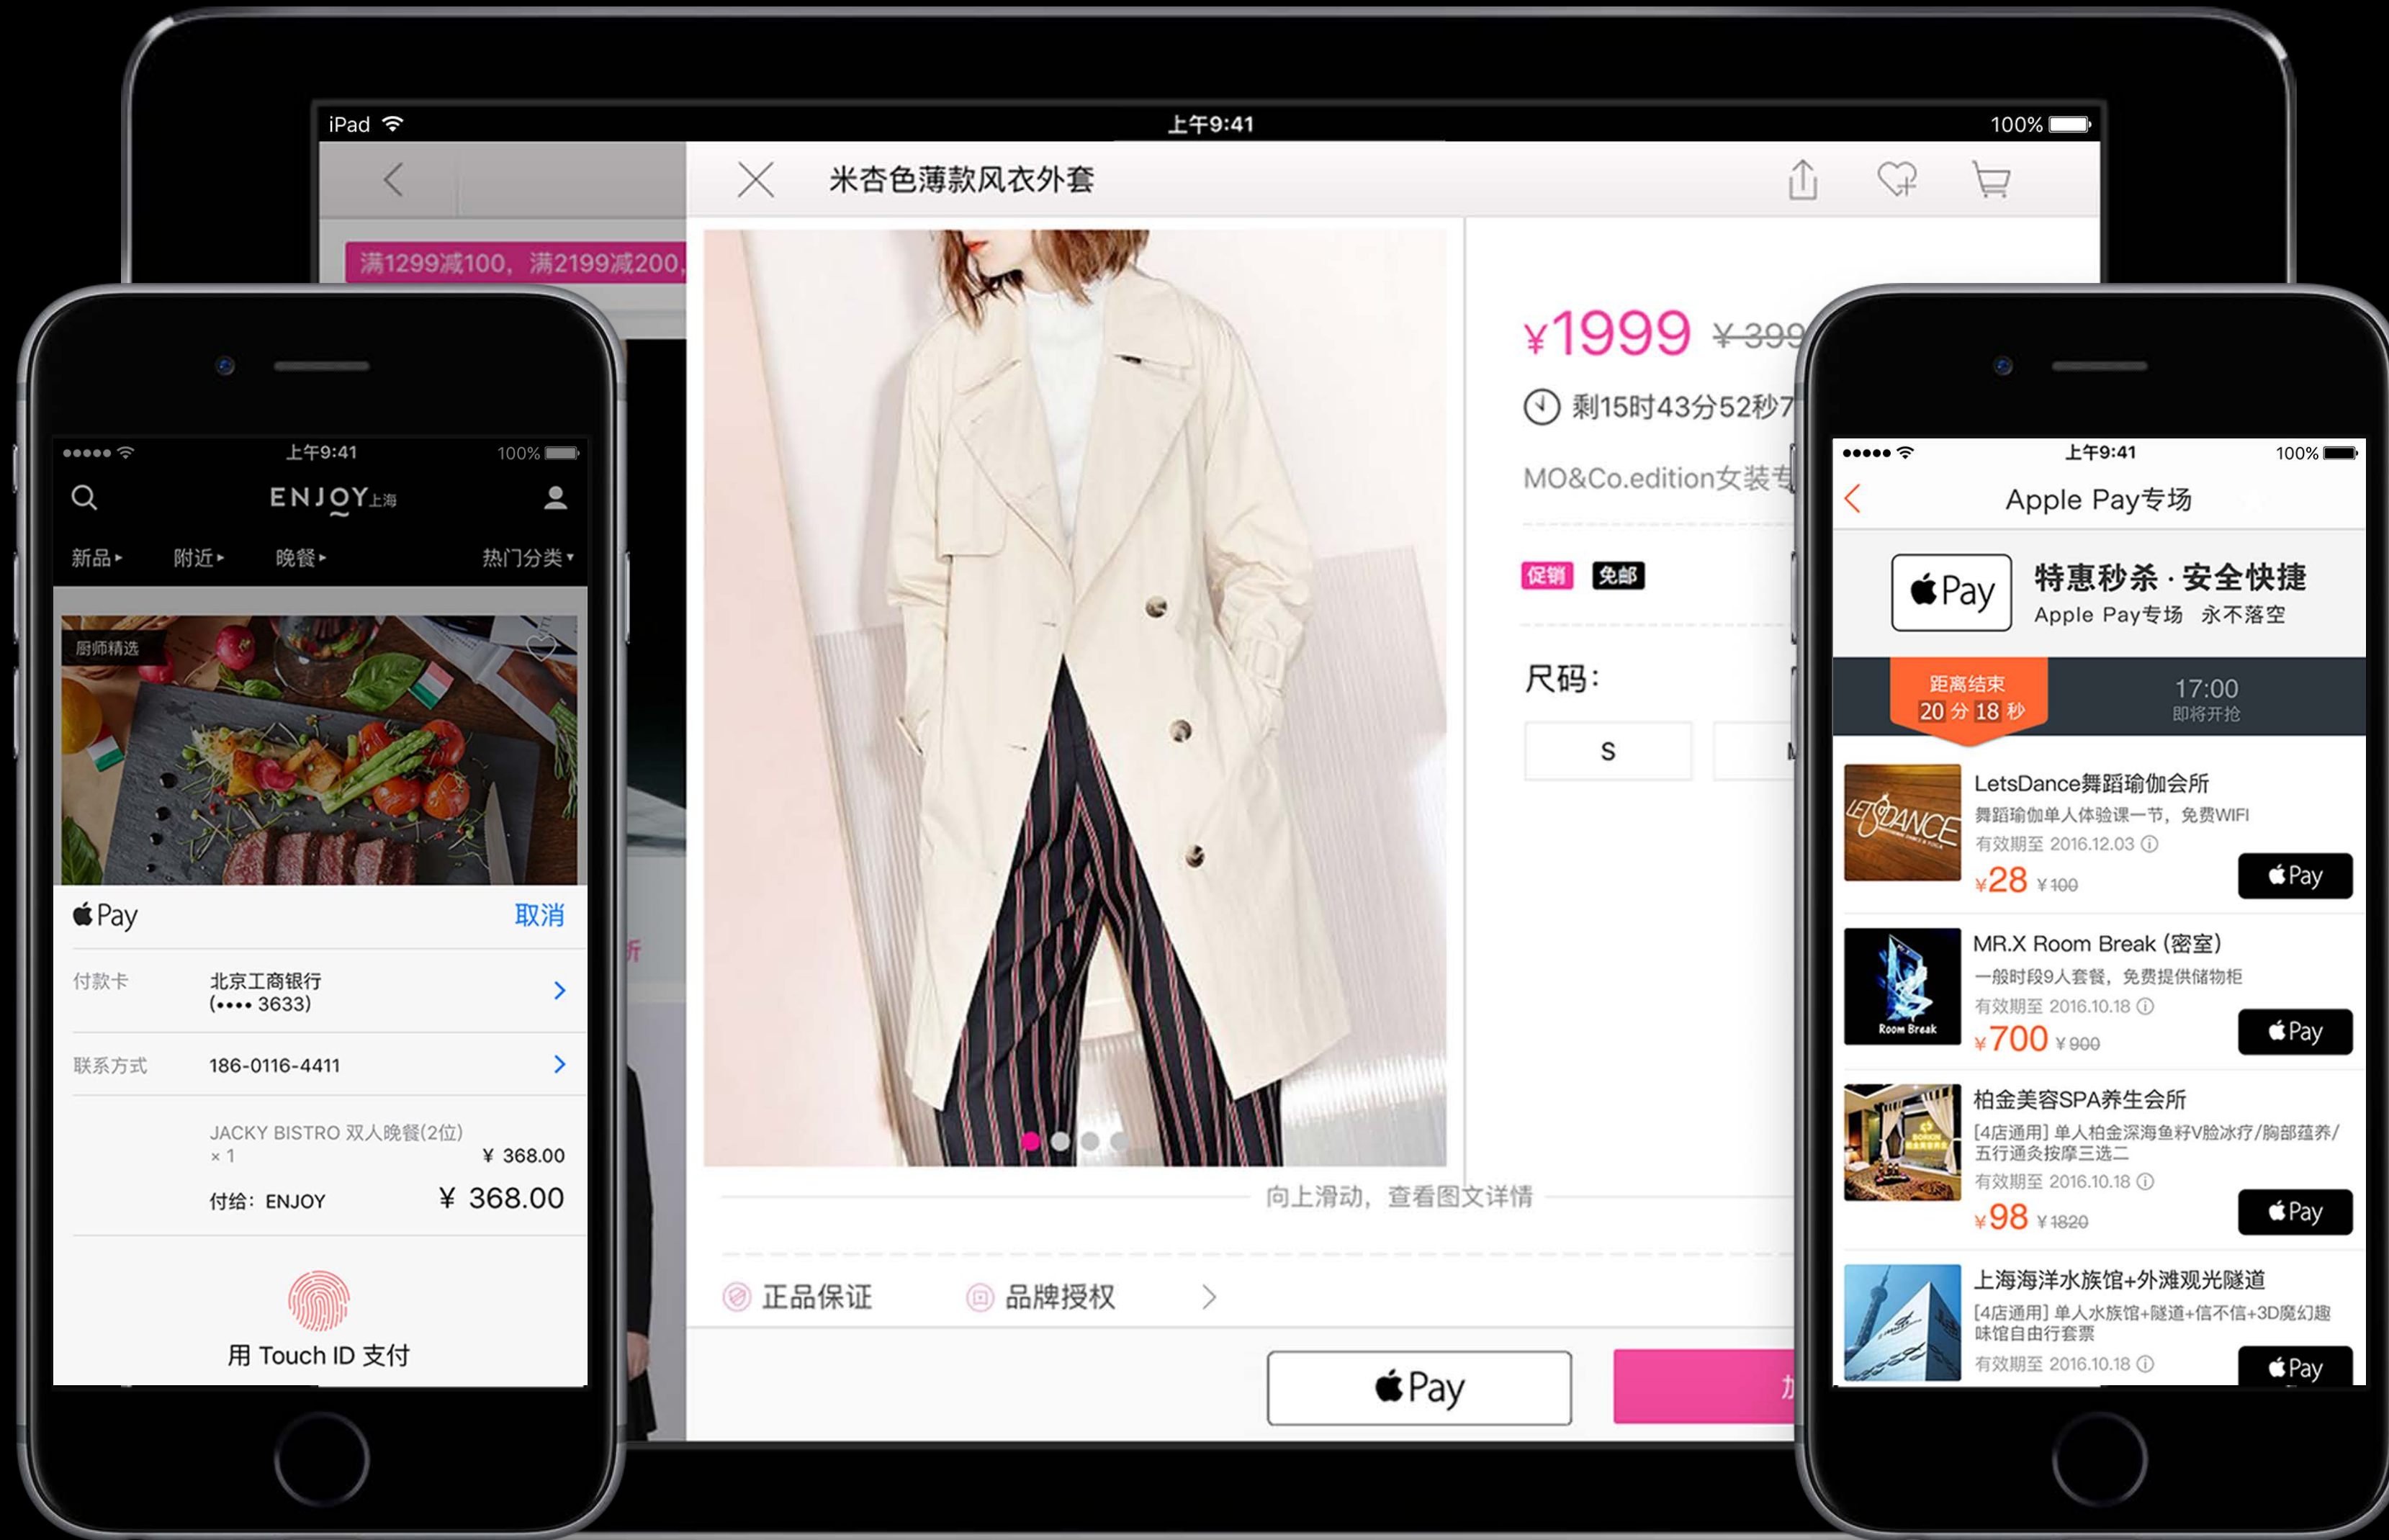 iPad
上午9:41
100%
米杏色薄款风衣外套
满1299减100，满2199减200，
¥1999 ¥399
剩15时43分52秒7
MO&Co.edition女装专
促销 免邮
尺码：
S
折
向上滑动，查看图文详情
正品保证 品牌授权
Pay
上午9:41
100%
ENJOY上海
新品▸ 附近▸ 晚餐▸ 热门分类▾
厨师精选
Pay 取消
付款卡 北京工商银行
(•••• 3633)
联系方式 186-0116-4411
JACKY BISTRO 双人晚餐(2位)
× 1 ¥ 368.00
付给：ENJOY ¥ 368.00
用 Touch ID 支付
上午9:41
100%
Apple Pay专场
Pay
特惠秒杀 · 安全快捷
Apple Pay专场 永不落空
距离结束
20 分 18 秒
17:00
即将开抢
LETSDANCE
LetsDance舞蹈瑜伽会所
舞蹈瑜伽单人体验课一节，免费WIFI
有效期至 2016.12.03
¥28 ¥100
Pay
Room Break
MR.X Room Break (密室)
一般时段9人套餐，免费提供储物柜
有效期至 2016.10.18
¥700 ¥900
Pay
柏金美容SPA养生会所
[4店通用] 单人柏金深海鱼籽V脸冰疗/胸部蕴养/
五行通灸按摩三选二
有效期至 2016.10.18
¥98 ¥1820
Pay
上海海洋水族馆+外滩观光隧道
[4店通用] 单人水族馆+隧道+信不信+3D魔幻趣
味馆自由行套票
有效期至 2016.10.18
Pay